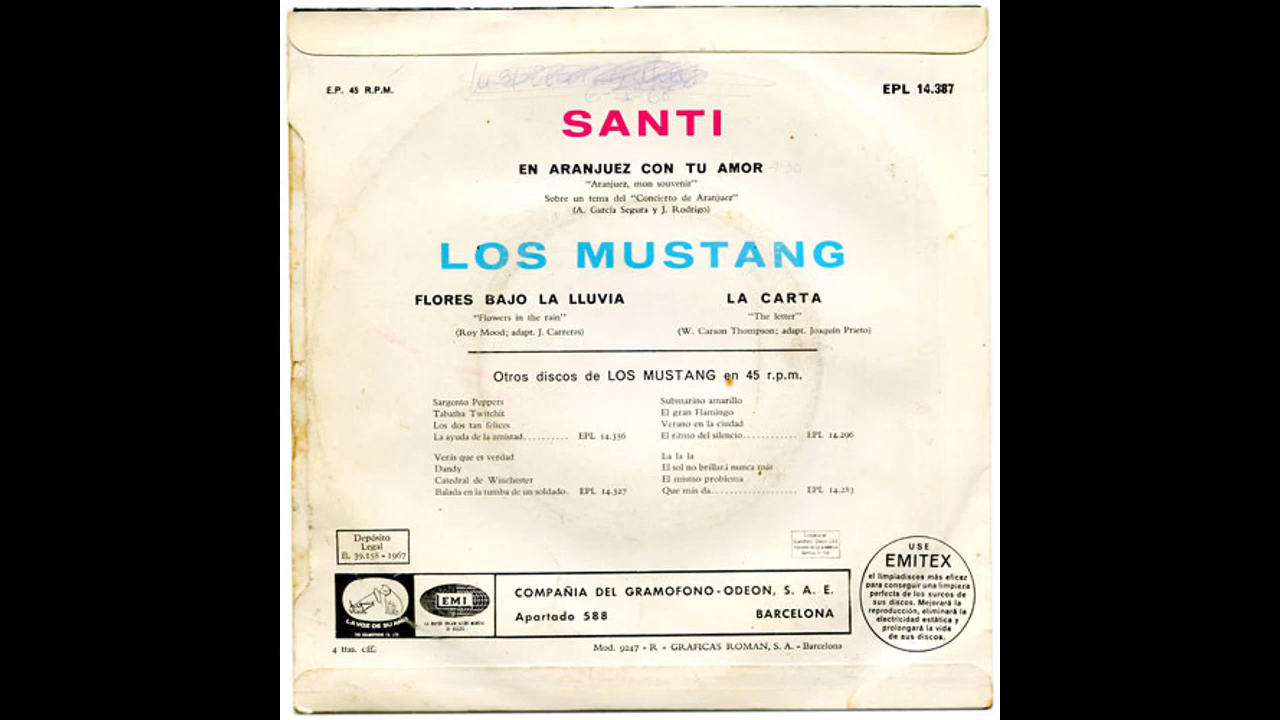 E.P. 45 R.P.M.
EPL 14.387
SANTI
EN ARANJUEZ CON TU AMOR
"Aranjuez, mon souvenir"
Sobre un tema del "Concierto de Aranjuez"
(A. García Segura y J. Rodrigo)
LOS MUSTANG
FLORES BAJO LA LLUVIA
"Flowers in the rain"
(Roy Mood; adapt. J. Carreras)
LA CARTA
"The letter"
(W. Carson Thompson; adapt. Joaquín Prieto)
Otros discos de LOS MUSTANG en 45 r.p.m.
Sargento Peppers
Tabatha Twitchit
Los dos tan felices
La ayuda de la amistad.......... EPL 14.356
Verás que es verdad
Dandy
Catedral de Winchester
Balada en la tumba de un soldado. EPL 14.327
Submarino amarillo
El gran Flamingo
Verano en la ciudad
El ritmo del silencio............ EPL 14.296
La la la
El sol no brillará nunca más
El mismo problema
Que más da................... EPL 14.283
Depósito
Legal
B. 39.158 - 1967
LA VOZ DE SU AMO
EMI
COMPAÑIA DEL GRAMOFONO-ODEON, S. A. E.
Apartado 588 BARCELONA
USE
EMITEX
el limpiadiscos más eficaz
para conseguir una limpieza
perfecta de los surcos de
sus discos. Mejorará la
reproducción, eliminará la
electricidad estática y
prolongará la vida
de sus discos.
4 ttas. cff.
Mod. 9247 - R - GRAFICAS ROMAN, S. A. - Barcelona